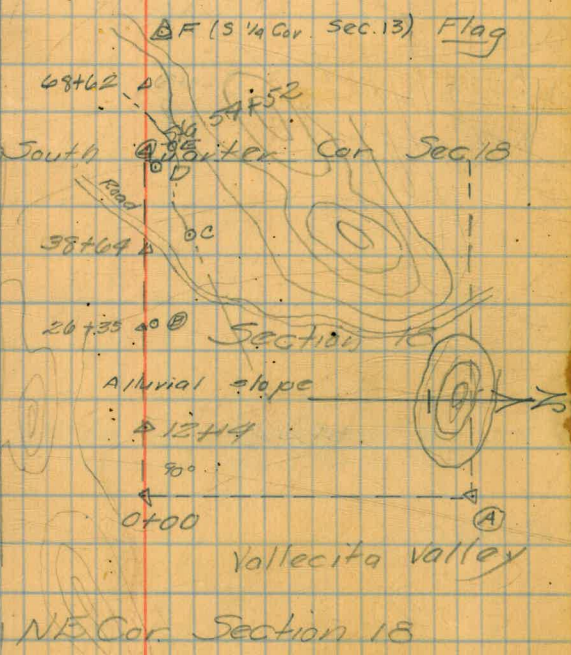 F (S 1/4 Cor. Sec. 13) Flag
68+62
54+52
E
South Quarter Cor Sec. 18
D
Road
C
38+64
26+35 B
Section 18
Alluvial slope
N
12+14
90°
0+00
A
Vallecita Valley
NE Cor. Section 18